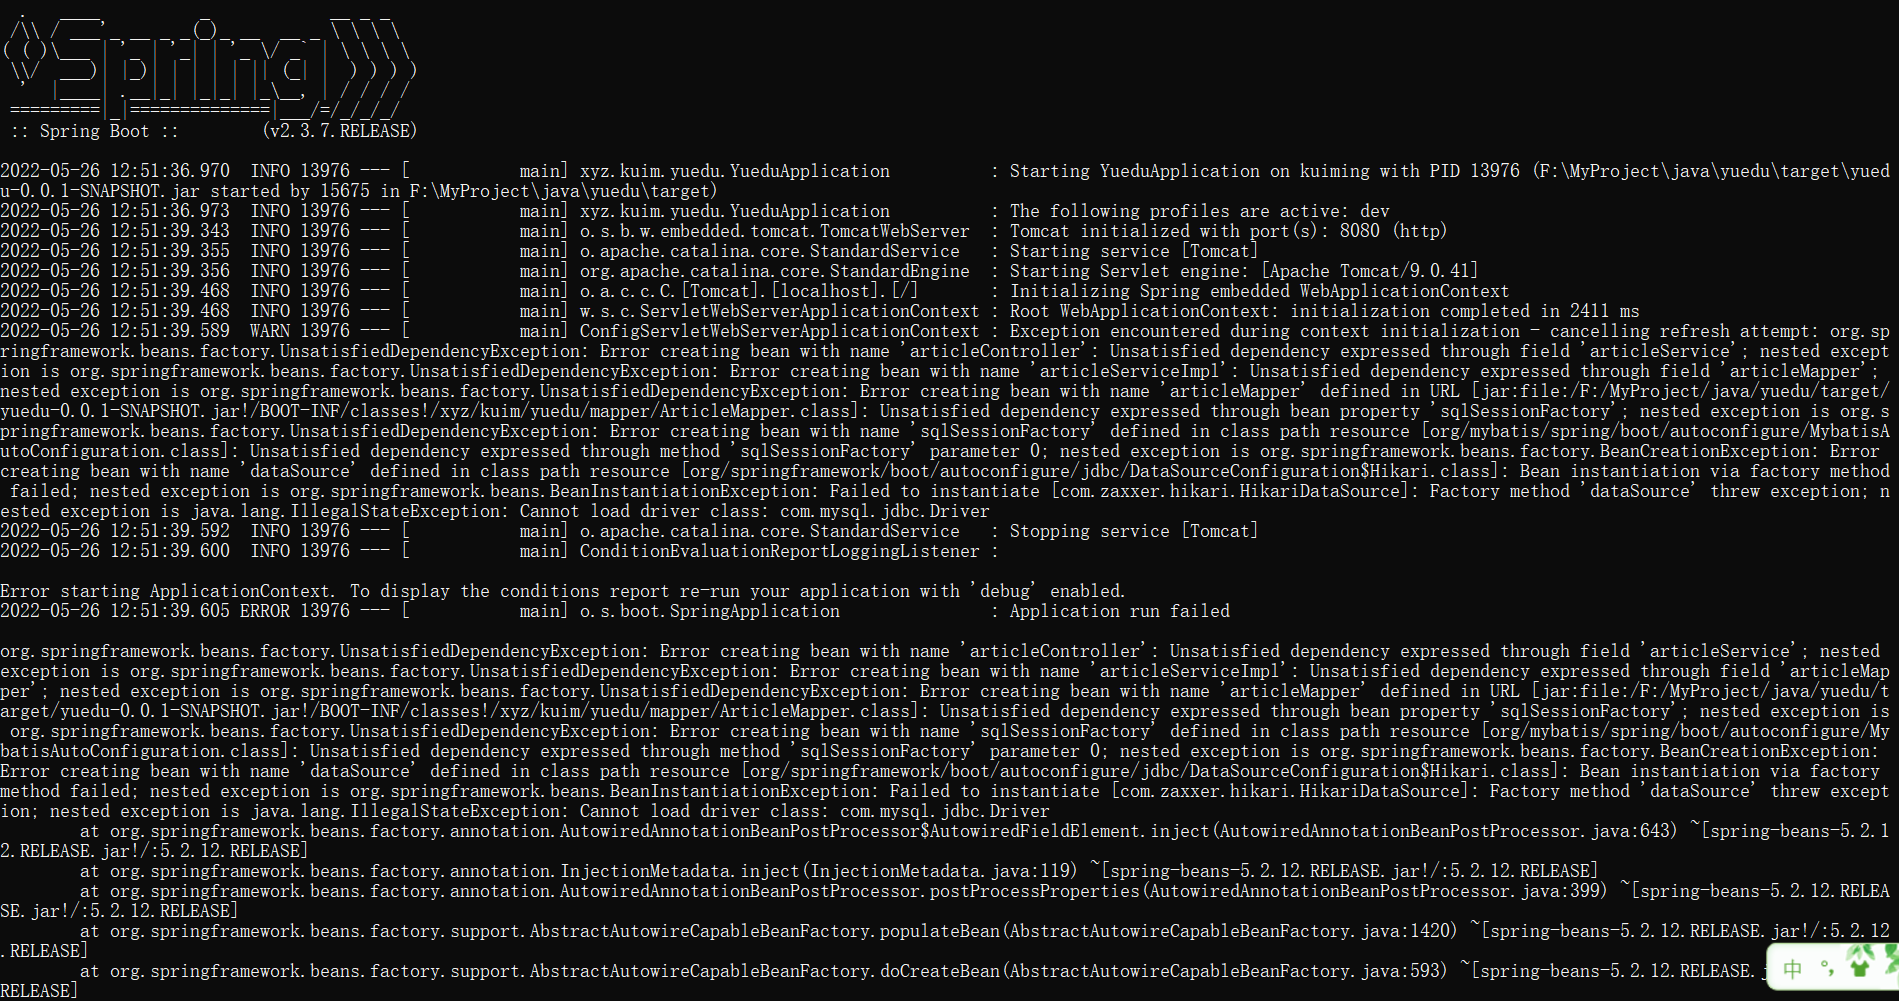 .   ____          _            __ _ _
 /\\ / ___'_ __ _ _(_)_ __  __ _ \ \ \ \
( ( )\___ | '_ | '_| | '_ \/ _` | \ \ \ \
 \\/  ___)| |_)| | | | | || (_| |  ) ) ) )
  '  |____| .__|_| |_|_| |_\__, | / / / /
 =========|_|==============|___/=/_/_/_/
 :: Spring Boot ::        (v2.3.7.RELEASE)
2022-05-26 12:51:36.970  INFO 13976 --- [           main] xyz.kuim.yuedu.YueduApplication          : Starting YueduApplication on kuiming with PID 13976 (F:\MyProject\java\yuedu\target\yued
u-0.0.1-SNAPSHOT.jar started by 15675 in F:\MyProject\java\yuedu\target)
2022-05-26 12:51:36.973  INFO 13976 --- [           main] xyz.kuim.yuedu.YueduApplication          : The following profiles are active: dev
2022-05-26 12:51:39.343  INFO 13976 --- [           main] o.s.b.w.embedded.tomcat.TomcatWebServer  : Tomcat initialized with port(s): 8080 (http)
2022-05-26 12:51:39.355  INFO 13976 --- [           main] o.apache.catalina.core.StandardService   : Starting service [Tomcat]
2022-05-26 12:51:39.356  INFO 13976 --- [           main] org.apache.catalina.core.StandardEngine  : Starting Servlet engine: [Apache Tomcat/9.0.41]
2022-05-26 12:51:39.468  INFO 13976 --- [           main] o.a.c.c.C.[Tomcat].[localhost].[/]       : Initializing Spring embedded WebApplicationContext
2022-05-26 12:51:39.468  INFO 13976 --- [           main] w.s.c.ServletWebServerApplicationContext : Root WebApplicationContext: initialization completed in 2411 ms
2022-05-26 12:51:39.589  WARN 13976 --- [           main] ConfigServletWebServerApplicationContext : Exception encountered during context initialization - cancelling refresh attempt: org.sp
ringframework.beans.factory.UnsatisfiedDependencyException: Error creating bean with name 'articleController': Unsatisfied dependency expressed through field 'articleService'; nested except
ion is org.springframework.beans.factory.UnsatisfiedDependencyException: Error creating bean with name 'articleServiceImpl': Unsatisfied dependency expressed through field 'articleMapper';
nested exception is org.springframework.beans.factory.UnsatisfiedDependencyException: Error creating bean with name 'articleMapper' defined in URL [jar:file:/F:/MyProject/java/yuedu/target/
yuedu-0.0.1-SNAPSHOT.jar!/BOOT-INF/classes!/xyz/kuim/yuedu/mapper/ArticleMapper.class]: Unsatisfied dependency expressed through bean property 'sqlSessionFactory'; nested exception is org.s
pringframework.beans.factory.UnsatisfiedDependencyException: Error creating bean with name 'sqlSessionFactory' defined in class path resource [org/mybatis/spring/boot/autoconfigure/MybatisA
utoConfiguration.class]: Unsatisfied dependency expressed through method 'sqlSessionFactory' parameter 0; nested exception is org.springframework.beans.factory.BeanCreationException: Error
creating bean with name 'dataSource' defined in class path resource [org/springframework/boot/autoconfigure/jdbc/DataSourceConfiguration$Hikari.class]: Bean instantiation via factory method
 failed; nested exception is org.springframework.beans.BeanInstantiationException: Failed to instantiate [com.zaxxer.hikari.HikariDataSource]: Factory method 'dataSource' threw exception; n
ested exception is java.lang.IllegalStateException: Cannot load driver class: com.mysql.jdbc.Driver
2022-05-26 12:51:39.592  INFO 13976 --- [           main] o.apache.catalina.core.StandardService   : Stopping service [Tomcat]
2022-05-26 12:51:39.600  INFO 13976 --- [           main] ConditionEvaluationReportLoggingListener :
Error starting ApplicationContext. To display the conditions report re-run your application with 'debug' enabled.
2022-05-26 12:51:39.605 ERROR 13976 --- [           main] o.s.boot.SpringApplication               : Application run failed
org.springframework.beans.factory.UnsatisfiedDependencyException: Error creating bean with name 'articleController': Unsatisfied dependency expressed through field 'articleService'; nested
exception is org.springframework.beans.factory.UnsatisfiedDependencyException: Error creating bean with name 'articleServiceImpl': Unsatisfied dependency expressed through field 'articleMap
per'; nested exception is org.springframework.beans.factory.UnsatisfiedDependencyException: Error creating bean with name 'articleMapper' defined in URL [jar:file:/F:/MyProject/java/yuedu/t
arget/yuedu-0.0.1-SNAPSHOT.jar!/BOOT-INF/classes!/xyz/kuim/yuedu/mapper/ArticleMapper.class]: Unsatisfied dependency expressed through bean property 'sqlSessionFactory'; nested exception is
 org.springframework.beans.factory.UnsatisfiedDependencyException: Error creating bean with name 'sqlSessionFactory' defined in class path resource [org/mybatis/spring/boot/autoconfigure/My
batisAutoConfiguration.class]: Unsatisfied dependency expressed through method 'sqlSessionFactory' parameter 0; nested exception is org.springframework.beans.factory.BeanCreationException:
Error creating bean with name 'dataSource' defined in class path resource [org/springframework/boot/autoconfigure/jdbc/DataSourceConfiguration$Hikari.class]: Bean instantiation via factory
method failed; nested exception is org.springframework.beans.BeanInstantiationException: Failed to instantiate [com.zaxxer.hikari.HikariDataSource]: Factory method 'dataSource' threw except
ion; nested exception is java.lang.IllegalStateException: Cannot load driver class: com.mysql.jdbc.Driver
        at org.springframework.beans.factory.annotation.AutowiredAnnotationBeanPostProcessor$AutowiredFieldElement.inject(AutowiredAnnotationBeanPostProcessor.java:643) ~[spring-beans-5.2.1
2.RELEASE.jar!/:5.2.12.RELEASE]
        at org.springframework.beans.factory.annotation.InjectionMetadata.inject(InjectionMetadata.java:119) ~[spring-beans-5.2.12.RELEASE.jar!/:5.2.12.RELEASE]
        at org.springframework.beans.factory.annotation.AutowiredAnnotationBeanPostProcessor.postProcessProperties(AutowiredAnnotationBeanPostProcessor.java:399) ~[spring-beans-5.2.12.RELEA
SE.jar!/:5.2.12.RELEASE]
        at org.springframework.beans.factory.support.AbstractAutowireCapableBeanFactory.populateBean(AbstractAutowireCapableBeanFactory.java:1420) ~[spring-beans-5.2.12.RELEASE.jar!/:5.2.12
.RELEASE]
        at org.springframework.beans.factory.support.AbstractAutowireCapableBeanFactory.doCreateBean(AbstractAutowireCapableBeanFactory.java:593) ~[spring-beans-5.2.12.RELEASE.
RELEASE]
中 °,